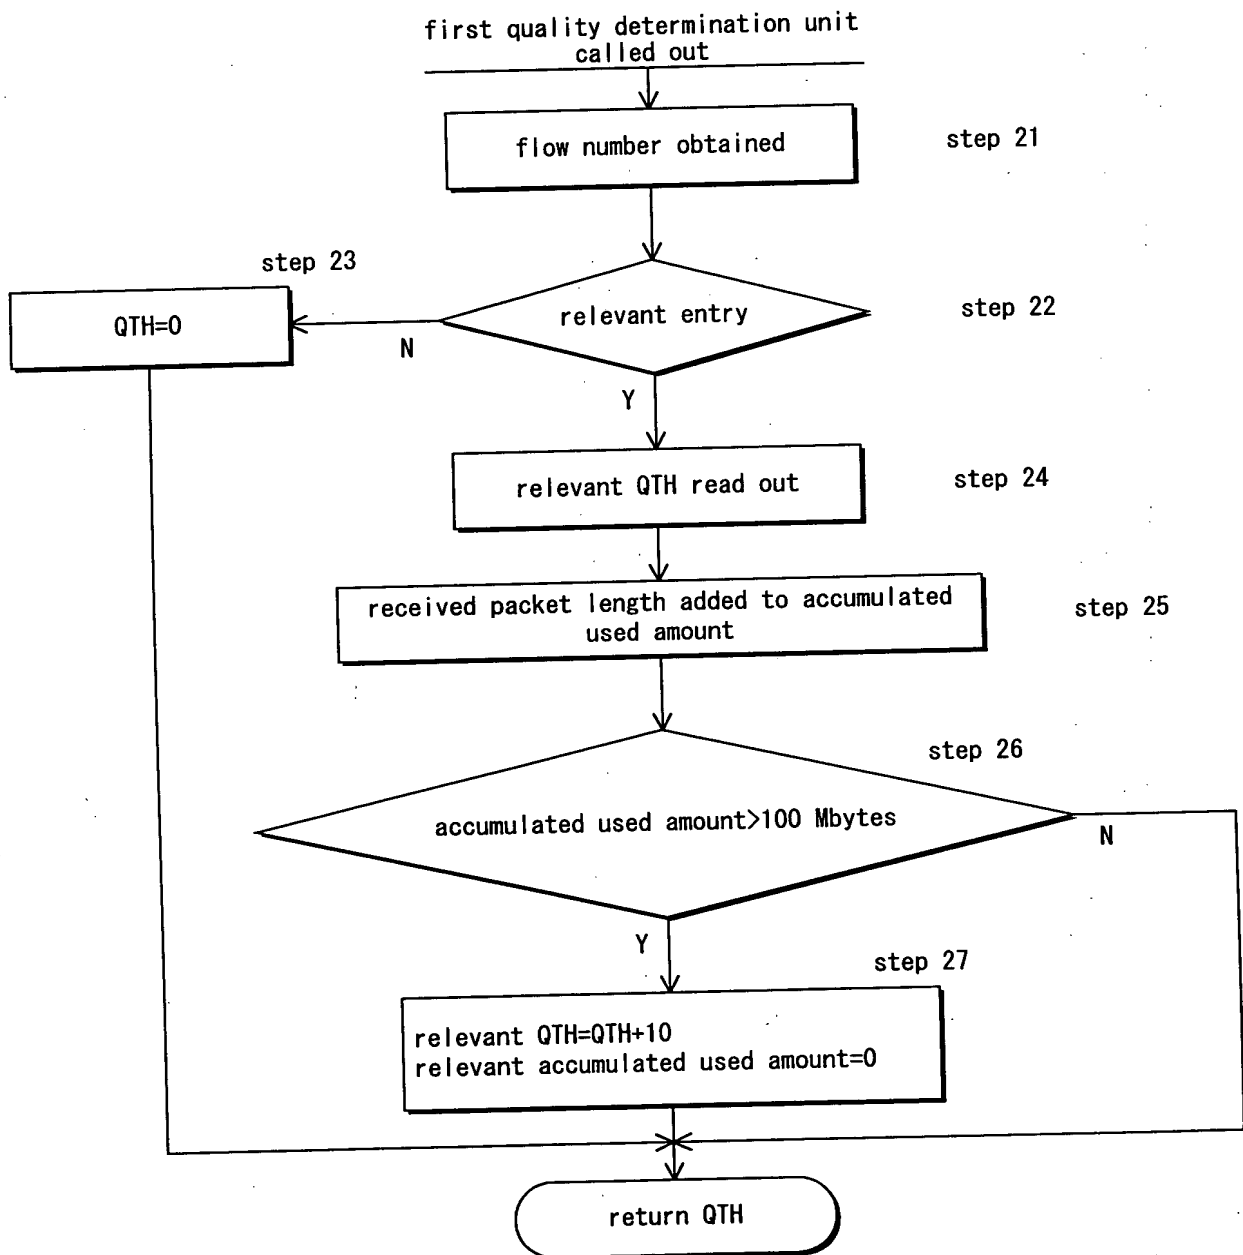 first quality determination unit
called out
flow number obtained
step 21
step 23
QTH=0
relevant entry
step 22
N
Y
relevant QTH read out
step 24
received packet length added to accumulated
used amount
step 25
step 26
accumulated used amount>100 Mbytes
N
Y
step 27
relevant QTH=QTH+10
relevant accumulated used amount=0
return QTH